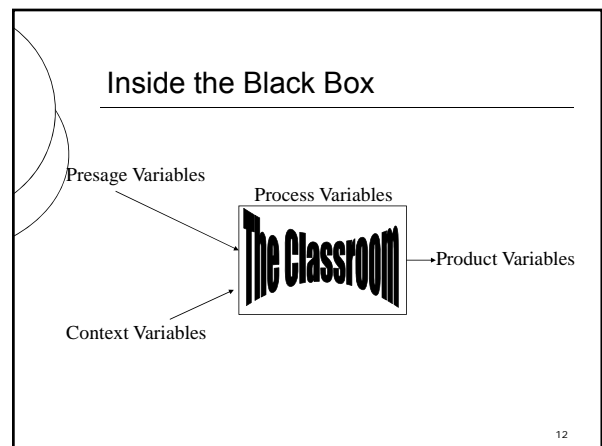 Inside the Black Box
Presage Variables
Process Variables
The Classroom
Product Variables
Context Variables
12